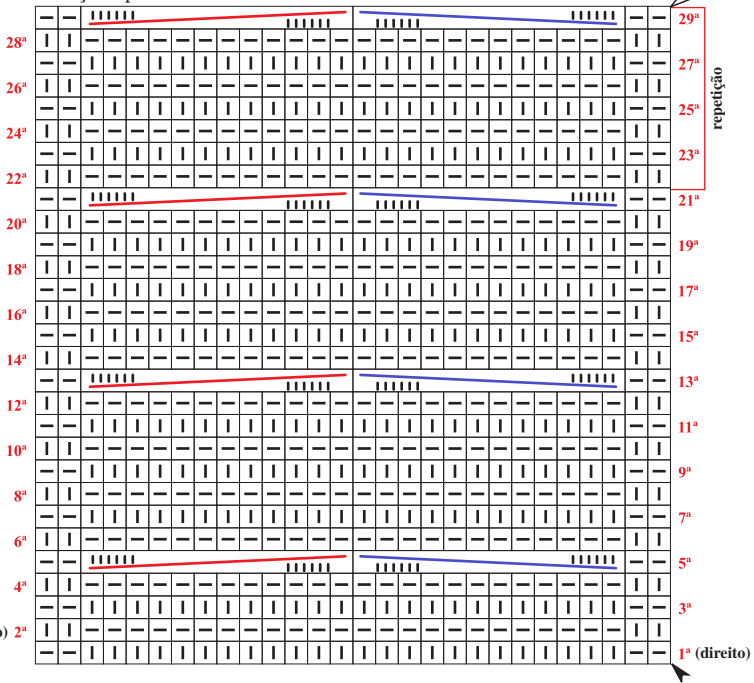 29ª
28ª
27ª
26ª
25ª
24ª
23ª
22ª
21ª
20ª
19ª
18ª
17ª
16ª
15ª
14ª
13ª
12ª
11ª
10ª
9ª
8ª
7ª
6ª
5ª
4ª
3ª
2ª
1ª (direito)
repetição